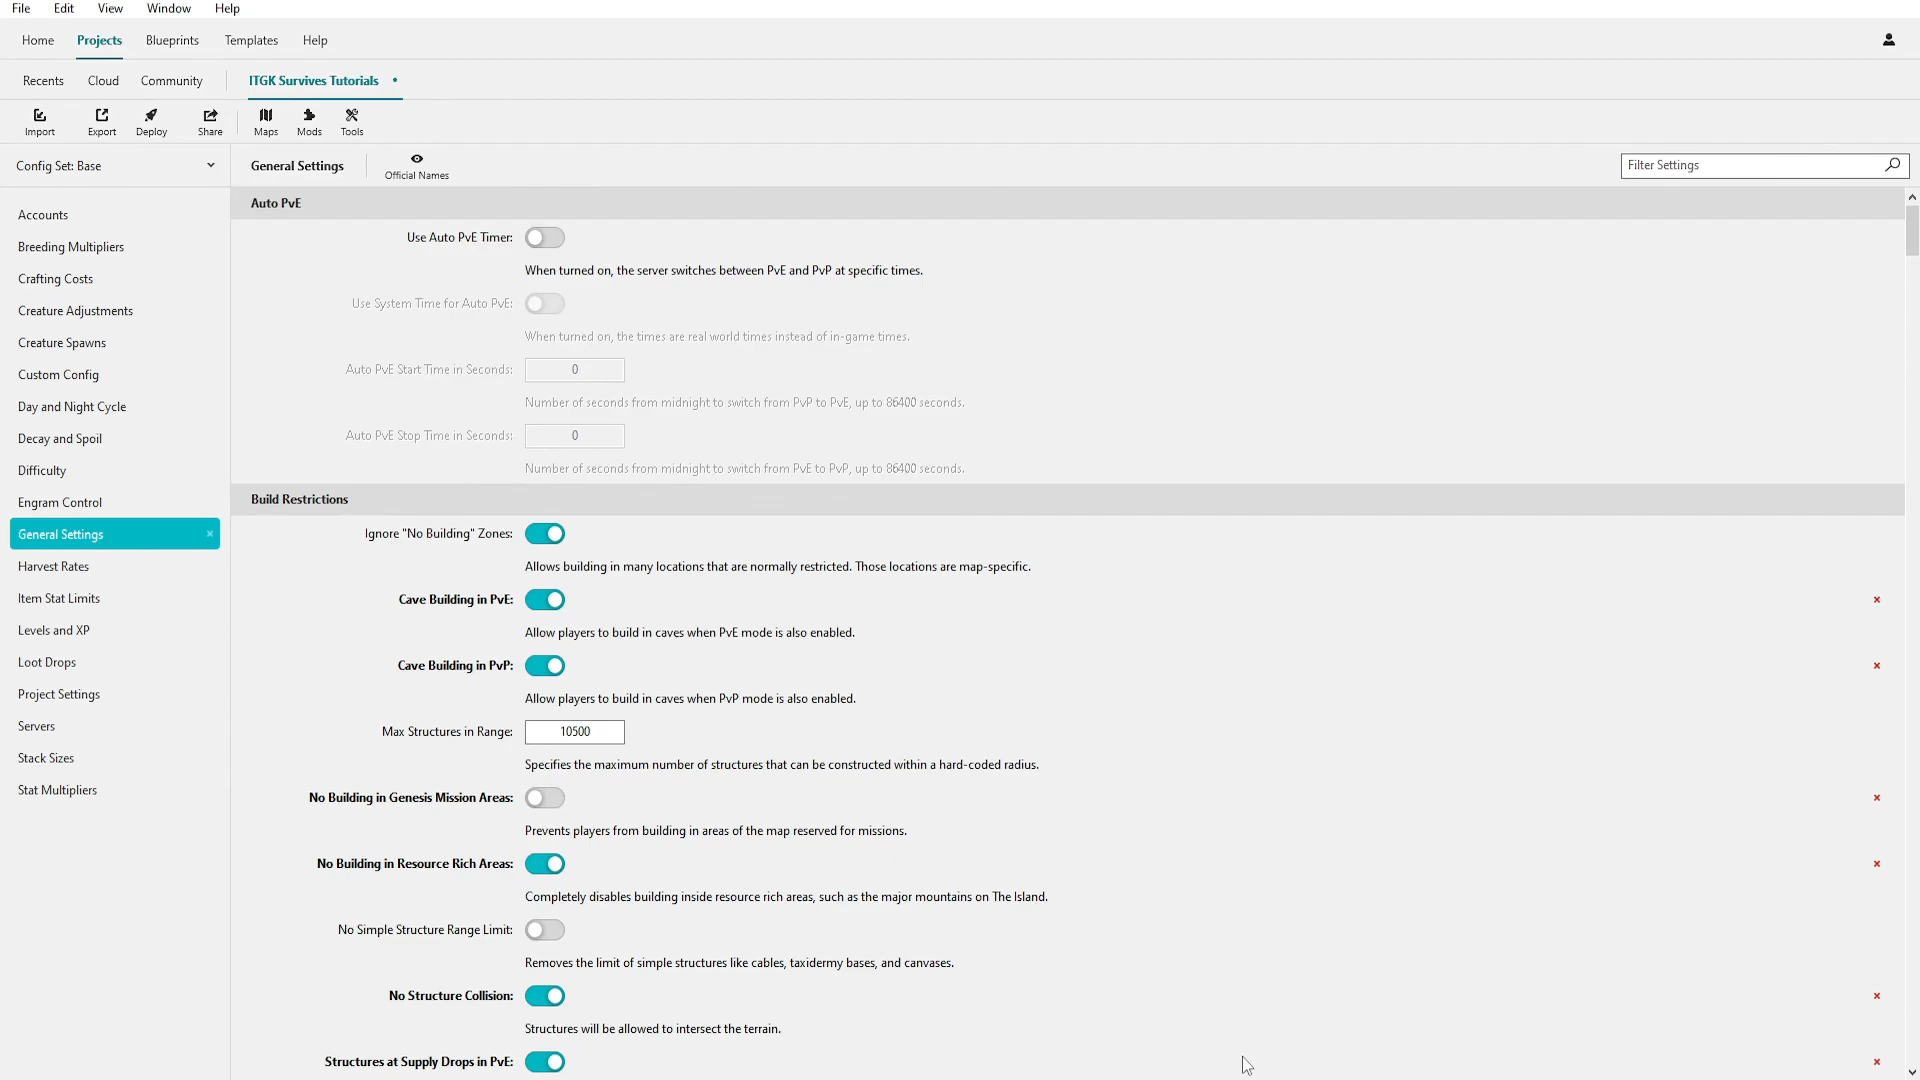 File Edit View Window Help
Home Projects Blueprints Templates Help
Recents Cloud Community ITGK Survives Tutorials •
Import Export Deploy Share Maps Mods Tools
Config Set: Base
General Settings Official Names
Filter Settings
Accounts
Breeding Multipliers
Crafting Costs
Creature Adjustments
Creature Spawns
Custom Config
Day and Night Cycle
Decay and Spoil
Difficulty
Engram Control
General Settings ×
Harvest Rates
Item Stat Limits
Levels and XP
Loot Drops
Project Settings
Servers
Stack Sizes
Stat Multipliers
Auto PvE
Use Auto PvE Timer:
When turned on, the server switches between PvE and PvP at specific times.
Use System Time for Auto PvE:
When turned on, the times are real world times instead of in-game times.
Auto PvE Start Time in Seconds: 0
Number of seconds from midnight to switch from PvP to PvE, up to 86400 seconds.
Auto PvE Stop Time in Seconds: 0
Number of seconds from midnight to switch from PvE to PvP, up to 86400 seconds.
Build Restrictions
Ignore "No Building" Zones:
Allows building in many locations that are normally restricted. Those locations are map-specific.
Cave Building in PvE:
Allow players to build in caves when PvE mode is also enabled.
Cave Building in PvP:
Allow players to build in caves when PvP mode is also enabled.
Max Structures in Range: 10500
Specifies the maximum number of structures that can be constructed within a hard-coded radius.
No Building in Genesis Mission Areas:
Prevents players from building in areas of the map reserved for missions.
No Building in Resource Rich Areas:
Completely disables building inside resource rich areas, such as the major mountains on The Island.
No Simple Structure Range Limit:
Removes the limit of simple structures like cables, taxidermy bases, and canvases.
No Structure Collision:
Structures will be allowed to intersect the terrain.
Structures at Supply Drops in PvE: